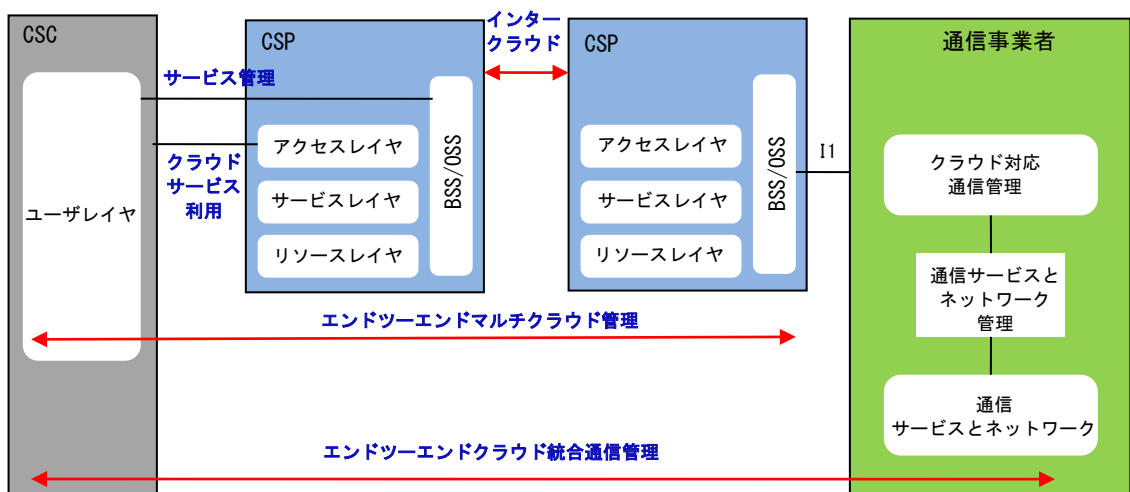 CSC
ユーザレイヤ
サービス管理
クラウド
サービス
利用
CSP
アクセスレイヤ
サービスレイヤ
リソースレイヤ
BSS/OSS
インター
クラウド
CSP
アクセスレイヤ
サービスレイヤ
リソースレイヤ
BSS/OSS
I1
通信事業者
クラウド対応
通信管理
通信サービスと
ネットワーク
管理
通信
サービスとネットワーク
エンドツーエンドマルチクラウド管理
エンドツーエンドクラウド統合通信管理